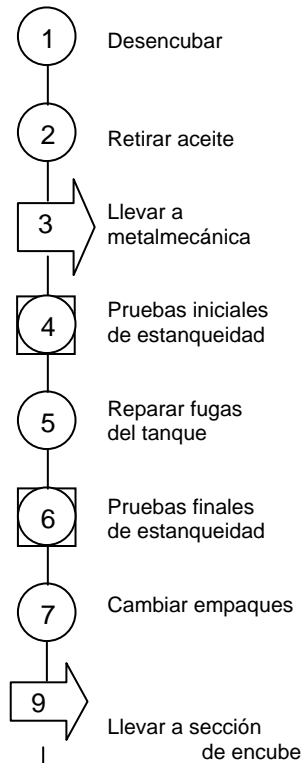 1 Desencubar
2 Retirar aceite
3 Llevar a
metalmecánica
4 Pruebas iniciales
de estanqueidad
5 Reparar fugas
del tanque
6 Pruebas finales
de estanqueidad
7 Cambiar empaques
9 Llevar a sección
de encube